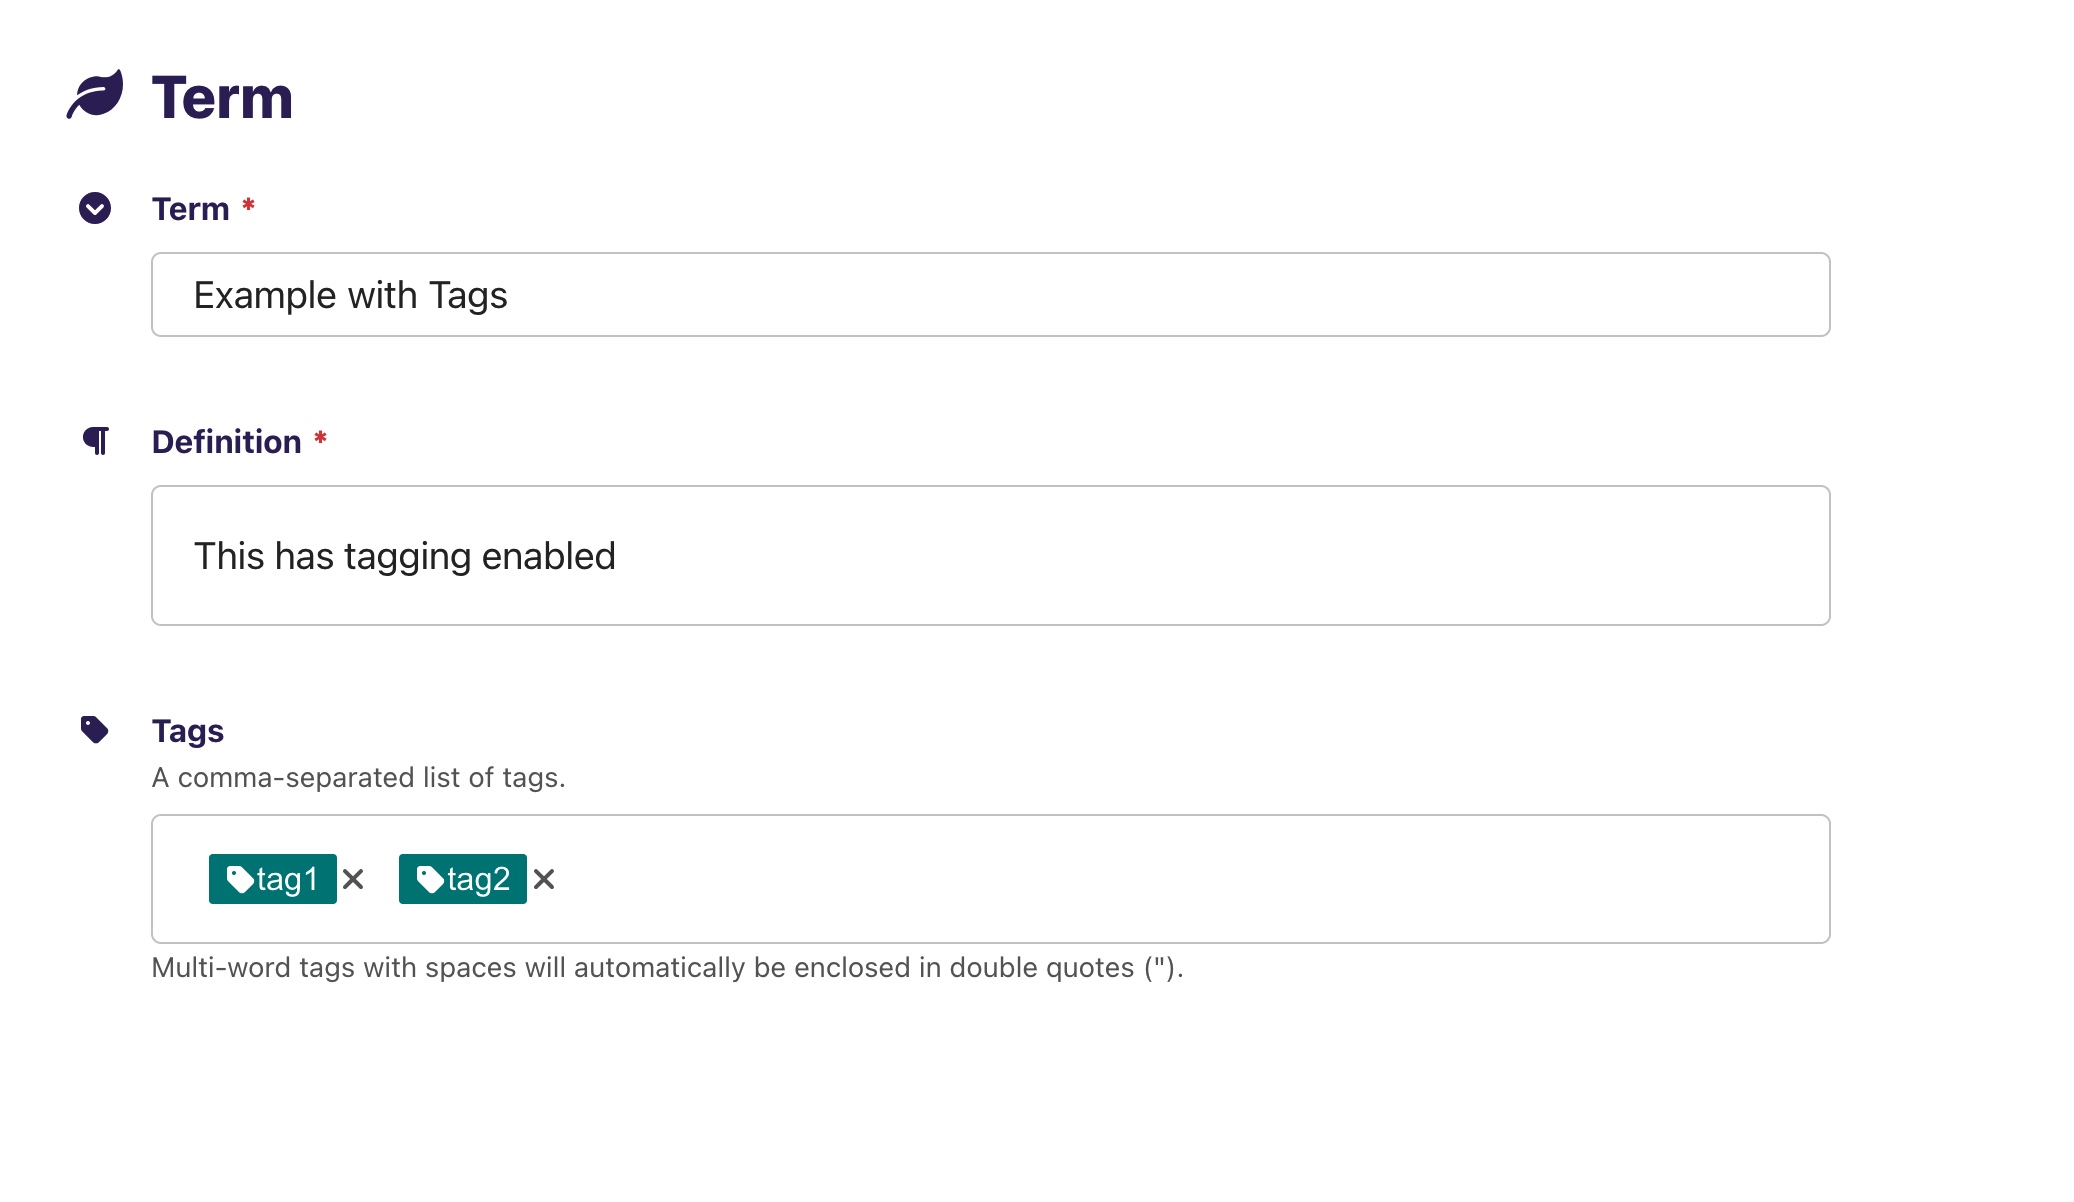 Term
Term *
Example with Tags
Definition *
This has tagging enabled
Tags
A comma-separated list of tags.
tag1 × tag2 ×
Multi-word tags with spaces will automatically be enclosed in double quotes (").